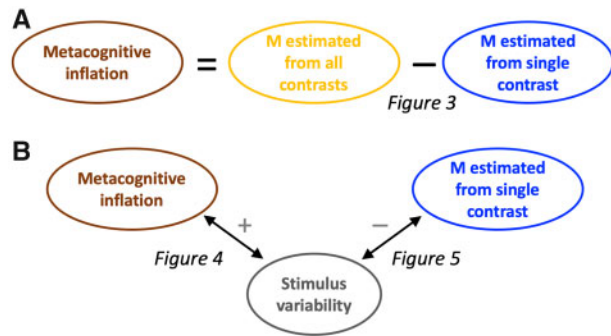 A
Metacognitive
inflation
=
M estimated
from all
contrasts
–
M estimated
from single
contrast
Figure 3
B
Metacognitive
inflation
M estimated
from single
contrast
+
–
Figure 4
Figure 5
Stimulus
variability